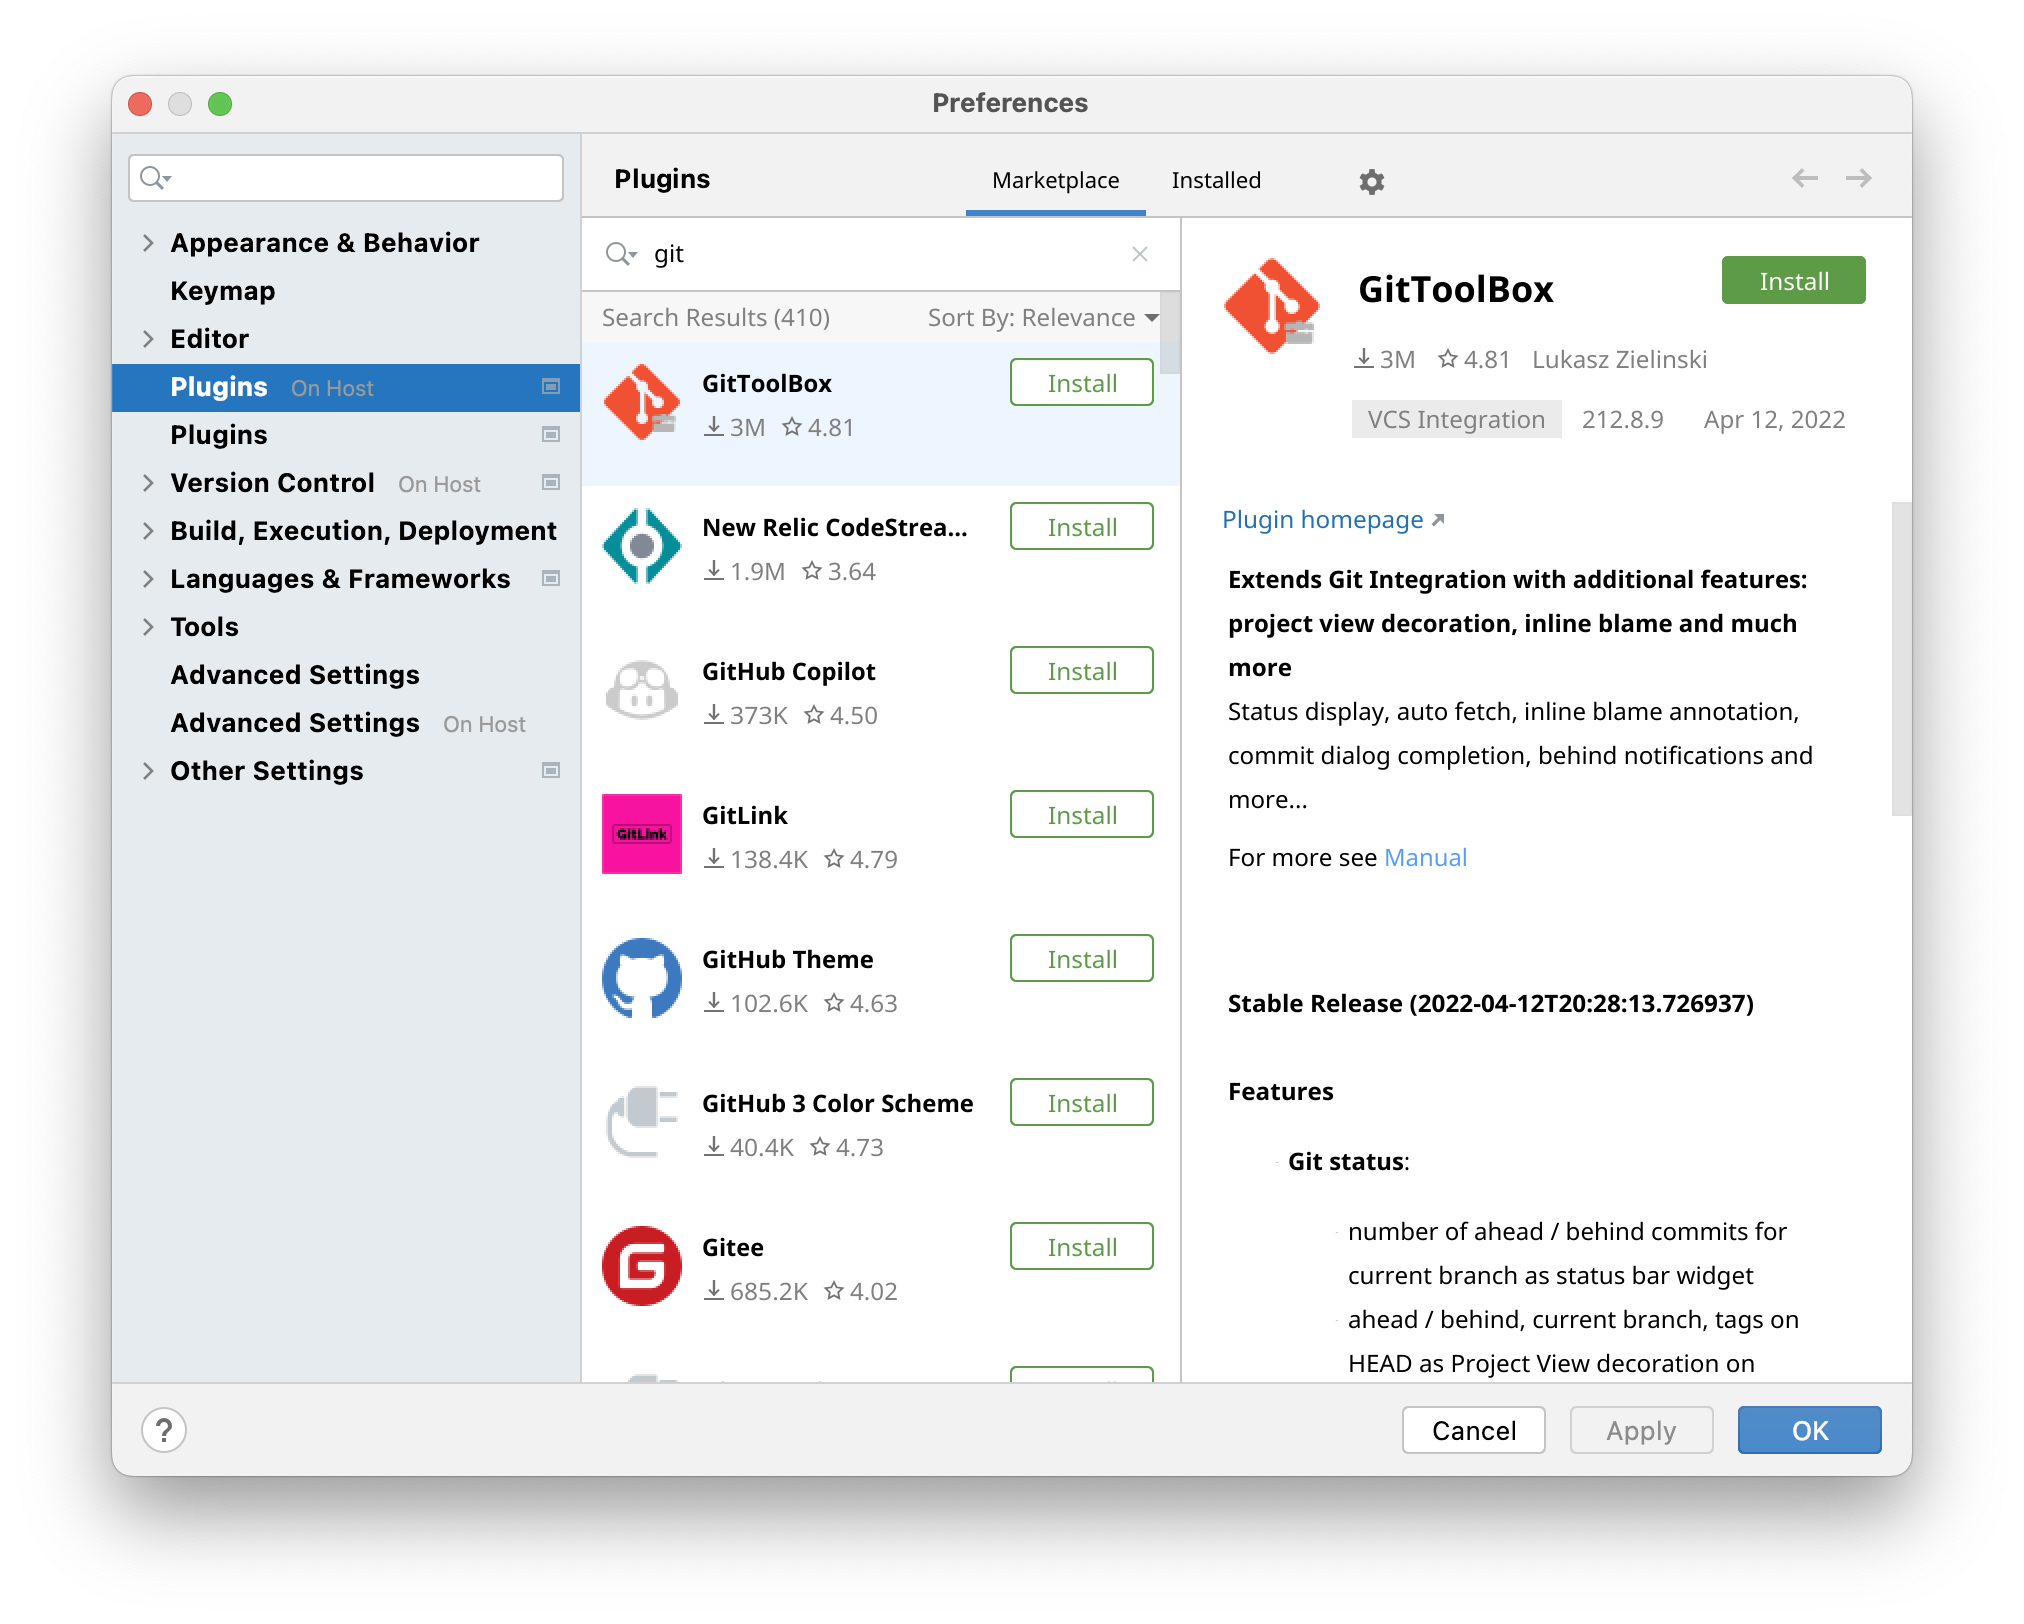 Preferences
Appearance & Behavior
Keymap
Editor
Plugins On Host
Plugins
Version Control On Host
Build, Execution, Deployment
Languages & Frameworks
Tools
Advanced Settings
Advanced Settings On Host
Other Settings
Plugins Marketplace Installed
git
Search Results (410) Sort By: Relevance
GitToolBox Install
3M 4.81
New Relic CodeStrea... Install
1.9M 3.64
GitHub Copilot Install
373K 4.50
GitLink
GitLink Install
138.4K 4.79
GitHub Theme Install
102.6K 4.63
GitHub 3 Color Scheme Install
40.4K 4.73
Gitee Install
685.2K 4.02
GitToolBox Install
3M 4.81 Lukasz Zielinski
VCS Integration 212.8.9 Apr 12, 2022
Plugin homepage
Extends Git Integration with additional features:
project view decoration, inline blame and much
more
Status display, auto fetch, inline blame annotation,
commit dialog completion, behind notifications and
more...
For more see Manual
Stable Release (2022-04-12T20:28:13.726937)
Features
Git status:
number of ahead / behind commits for
current branch as status bar widget
ahead / behind, current branch, tags on
HEAD as Project View decoration on
? Cancel Apply OK